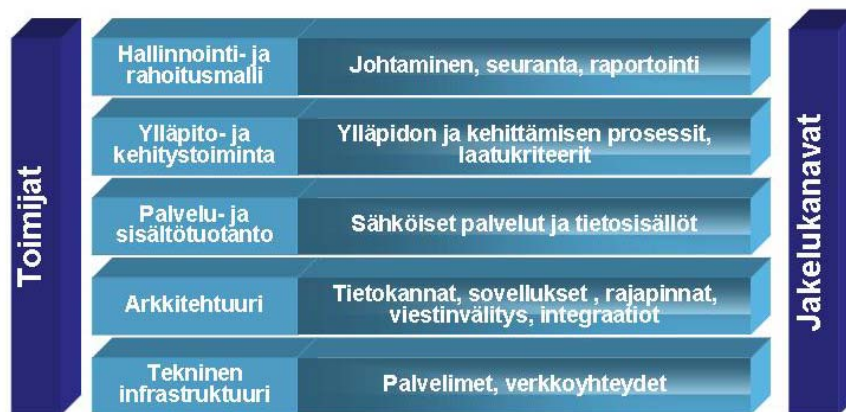 Toimijat
Hallinnointi- ja
rahoitusmalli
Johtaminen, seuranta, raportointi
Ylläpito- ja
kehitystoiminta
Ylläpidon ja kehittämisen prosessit,
laatukriteerit
Palvelu- ja
sisältötuotanto
Sähköiset palvelut ja tietosisällöt
Arkkitehtuuri
Tietokannat, sovellukset , rajapinnat,
viestinvälitys, integraatiot
Tekninen
infrastruktuuri
Palvelimet, verkkoyhteydet
Jakelukanavat